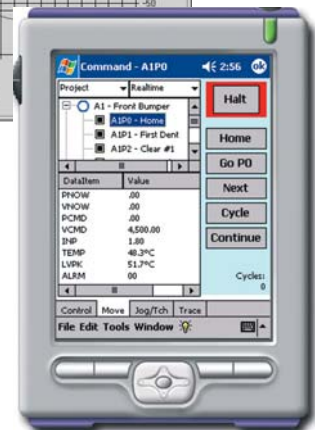 -50
Command - A1P0 2:56 ok
Project Realtime
A1 - Front Bumper
A1P0 - Home
A1P1 - First Dent
A1P2 - Clear #1
DataItem Value
PNOW .00
VNOW .00
PCMD .00
VCMD 4,500.00
INP 1.80
TEMP 48.3°C
LVPK 51.7°C
ALRM 00
Halt
Home
Go P0
Next
Cycle
Continue
Cycles:
0
Control Move Jog/Tch Trace
File Edit Tools Window